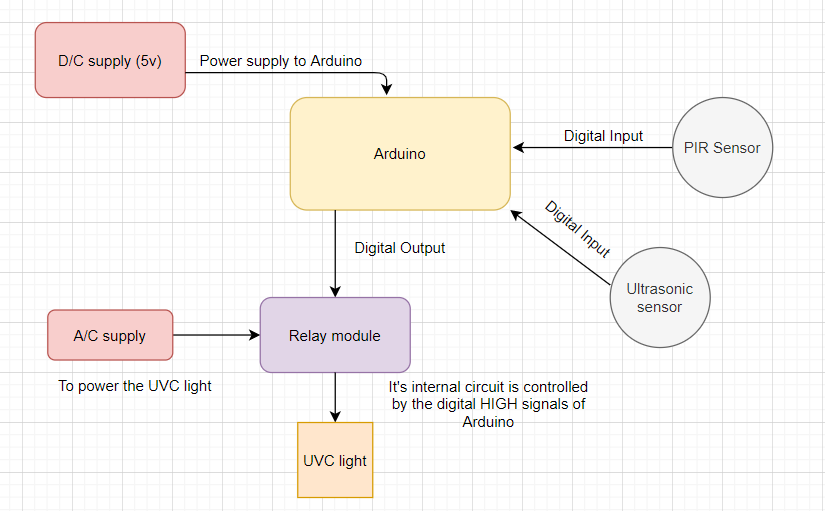 D/C supply (5v)
Power supply to Arduino
Arduino
Digital Input
PIR Sensor
Digital Input
Ultrasonic
sensor
Digital Output
A/C supply
Relay module
To power the UVC light
It's internal circuit is controlled
by the digital HIGH signals of
Arduino
UVC light